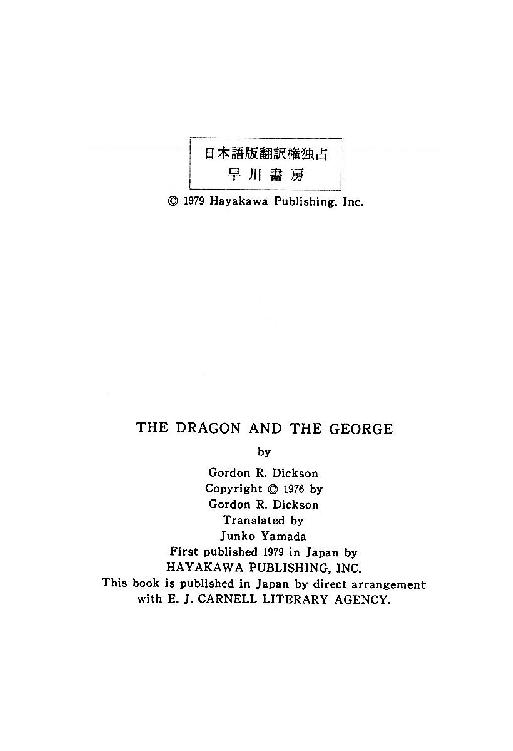 日本語版翻訳権独占
早川書房
© 1979 Hayakawa Publishing, Inc.
THE DRAGON AND THE GEORGE
by
Gordon R. Dickson
Copyright © 1976 by
Gordon R. Dickson
Translated by
Junko Yamada
First published 1979 in Japan by
HAYAKAWA PUBLISHING, INC.
This book is published in Japan by direct arrangement
with E. J. CARNELL LITERARY AGENCY.